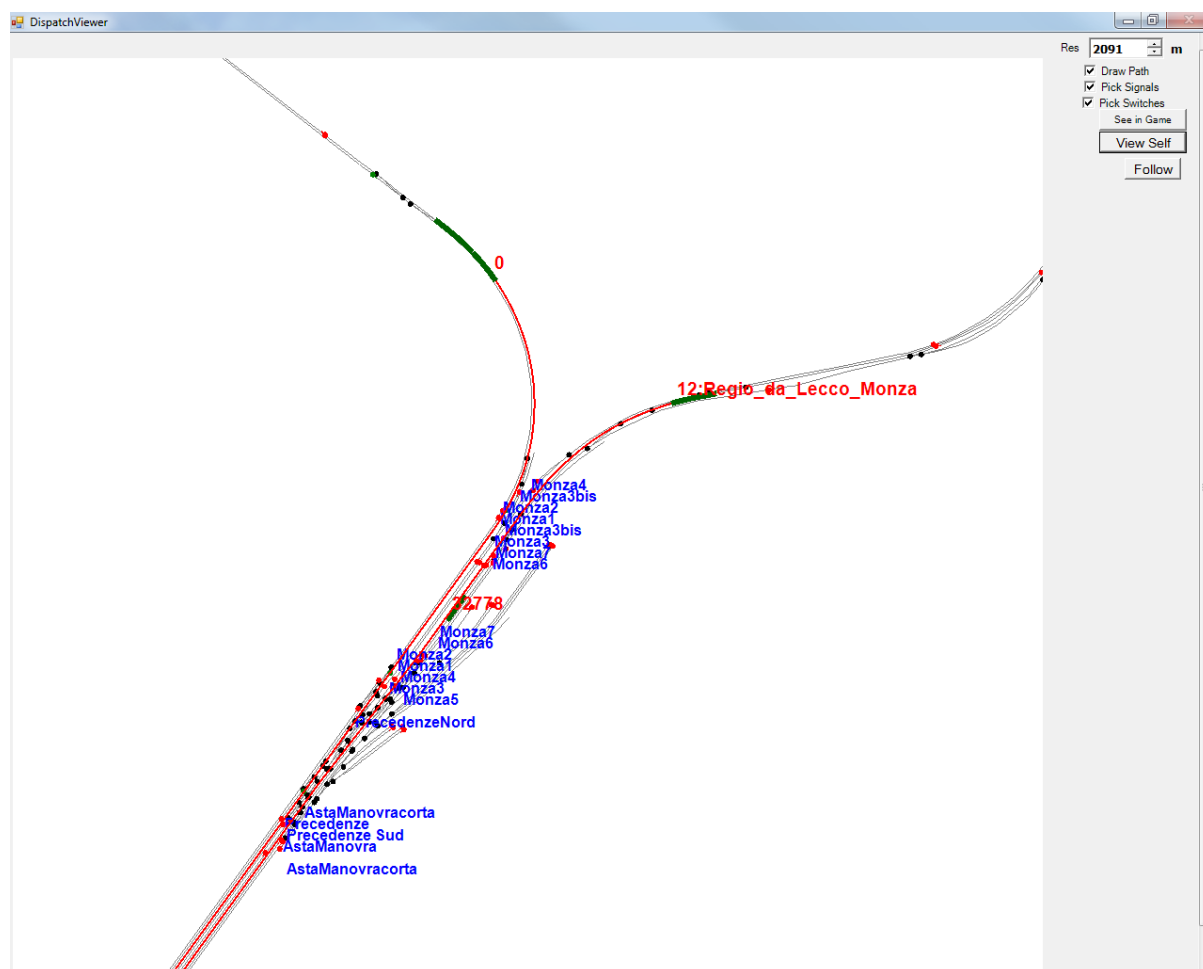 DispatchViewer
Res 2091 m
Draw Path
Pick Signals
Pick Switches
See in Game
View Self
Follow
0
12:Regio_da_Lecco_Monza
Monza4
Monza3bis
Monza2
Monza1
Monza3bis
Monza3
Monza7
Monza6
22778
Monza7
Monza6
Monza2
Monza1
Monza4
Monza3
Monza5
PrecedenzeNord
AstaManovracorta
Precedenze
Precedenze Sud
AstaManovra
AstaManovracorta